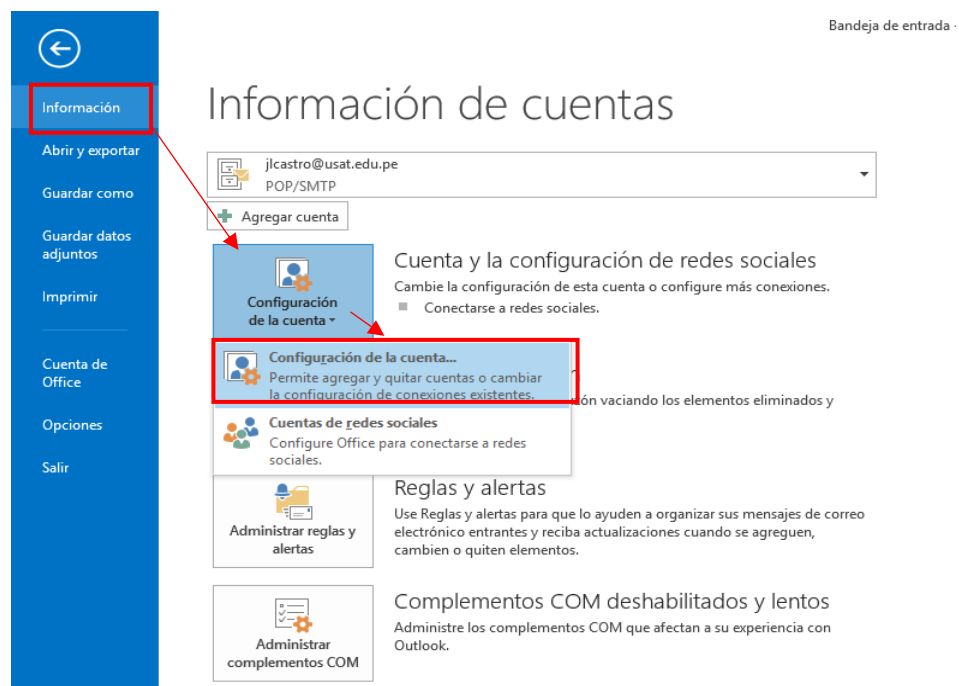 Bandeja de entrada -
Información
Abrir y exportar
Guardar como
Guardar datos
adjuntos
Imprimir
Cuenta de
Office
Opciones
Salir
Información de cuentas
jlcastro@usat.edu.pe
POP/SMTP
Agregar cuenta
Configuración
de la cuenta
Cuenta y la configuración de redes sociales
Cambie la configuración de esta cuenta o configure más conexiones.
Conectarse a redes sociales.
Configuración de la cuenta...
Permite agregar y quitar cuentas o cambiar
la configuración de conexiones existentes.
vaciando los elementos eliminados y
Cuentas de redes sociales
Configure Office para conectarse a redes
sociales.
Administrar reglas y
alertas
Reglas y alertas
Use Reglas y alertas para que lo ayuden a organizar sus mensajes de correo
electrónico entrantes y reciba actualizaciones cuando se agreguen,
cambien o quiten elementos.
Administrar
complementos COM
Complementos COM deshabilitados y lentos
Administre los complementos COM que afectan a su experiencia con
Outlook.